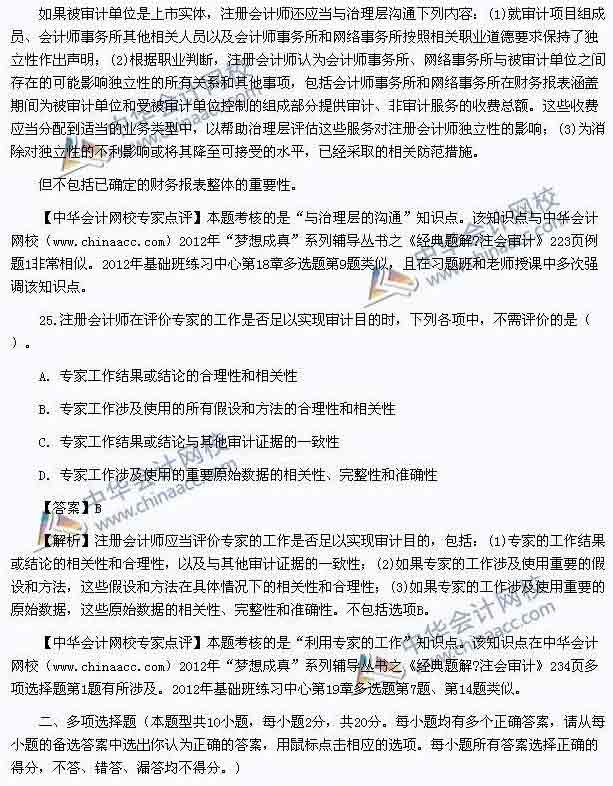 如果被审计单位是上市实体，注册会计师还应当与治理层沟通下列内容：(1)就审计项目组成
员、会计师事务所其他相关人员以及会计师事务所和网络事务所按照相关职业道德要求保持了独
立性作出声明；(2)根据职业判断，注册会计师认为会计师事务所、网络事务所与被审计单位之间
存在的可能影响独立性的所有关系和其他事项，包括会计师事务所和网络事务所在财务报表涵盖
期间为被审计单位和受被审计单位控制的组成部分提供审计、非审计服务的收费总额。这些收费
应当分配到适当的业务类型中，以帮助治理层评估这些服务对注册会计师独立性的影响；(3)为消
除对独立性的不利影响或将其降至可接受的水平，已经采取的相关防范措施。
但不包括已确定的财务报表整体的重要性。
【中华会计网校专家点评】本题考核的是“与治理层的沟通”知识点。该知识点与中华会计
网校（www.chinaacc.com）2012年“梦想成真”系列辅导丛书之《经典题解?注会审计》223页例
题1非常相似。2012年基础班练习中心第18章多选题第9题类似，且在习题班和老师授课中多次强
调该知识点。
25.注册会计师在评价专家的工作是否足以实现审计目的时，下列各项中，不需评价的是（
）。
A. 专家工作结果或结论的合理性和相关性
B. 专家工作涉及使用的所有假设和方法的合理性和相关性
C. 专家工作结果或结论与其他审计证据的一致性
D. 专家工作涉及使用的重要原始数据的相关性、完整性和准确性
【答案】B
【解析】注册会计师应当评价专家的工作是否足以实现审计目的，包括：(1)专家的工作结果
或结论的相关性和合理性，以及与其他审计证据的一致性；(2)如果专家的工作涉及使用重要的假
设和方法，这些假设和方法在具体情况下的相关性和合理性；(3)如果专家的工作涉及使用重要的
原始数据，这些原始数据的相关性、完整性和准确性。不包括选项B。
【中华会计网校专家点评】本题考核的是“利用专家的工作”知识点。该知识点在中华会计
网校（www.chinaacc.com）2012年“梦想成真”系列辅导丛书之《经典题解?注会审计》234页多
项选择题第1题有所涉及。2012年基础班练习中心第19章多选题第7题、第14题类似。
二、多项选择题（本题型共10小题，每小题2分，共20分。每小题均有多个正确答案，请从每
小题的备选答案中选出你认为正确的答案，用鼠标点击相应的选项。每小题所有答案选择正确的
得分，不答、错答、漏答均不得分。）
中华会计网校
www.chinaacc.com
中华会计网校
www.chinaacc.com
中华会计网校
www.chinaacc.com
中华会计网校
www.chinaacc.com